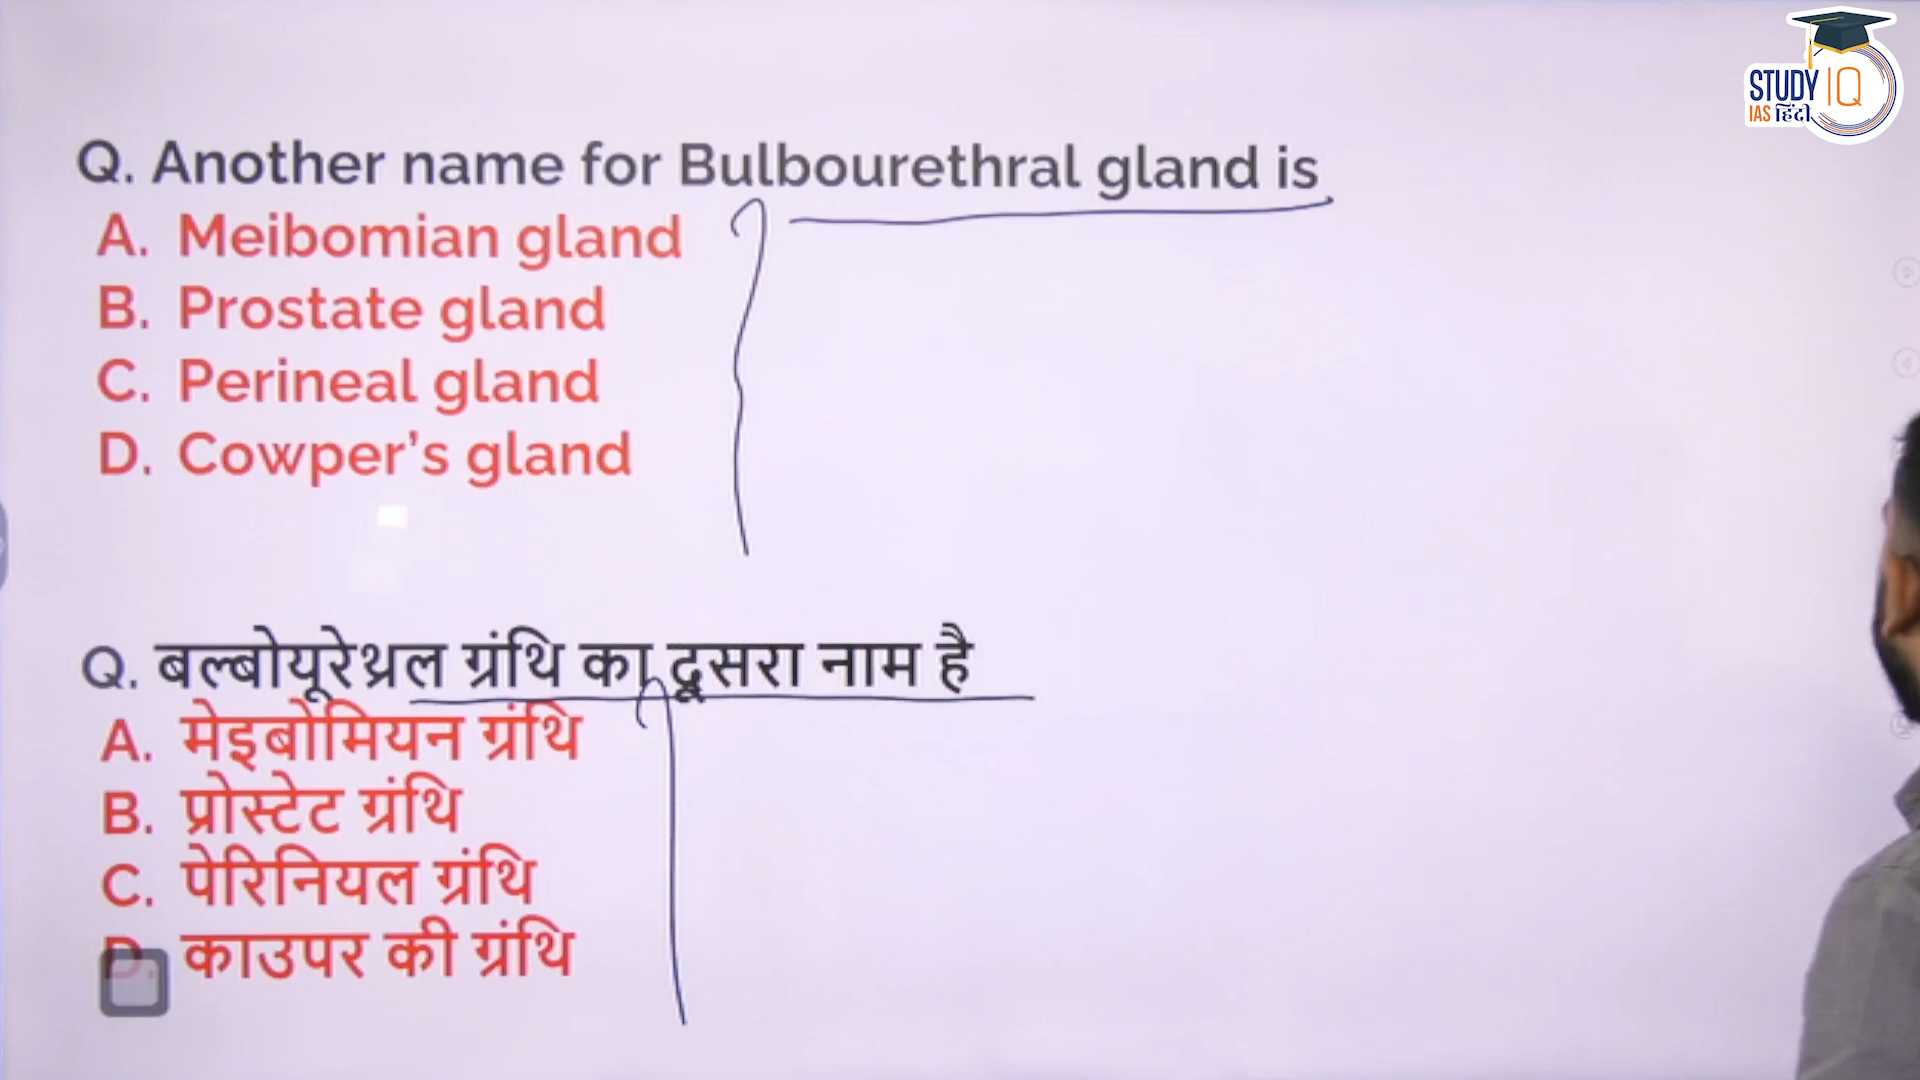 STUDY IQ
IAS हिंदी
Q. Another name for Bulbourethral gland is
A. Meibomian gland
B. Prostate gland
C. Perineal gland
D. Cowper's gland
Q. बल्बोयूरेथ्रल ग्रंथि का दूसरा नाम है
A. मेइबोमियन ग्रंथि
B. प्रोस्टेट ग्रंथि
C. पेरिनियल ग्रंथि
D. काउपर की ग्रंथि